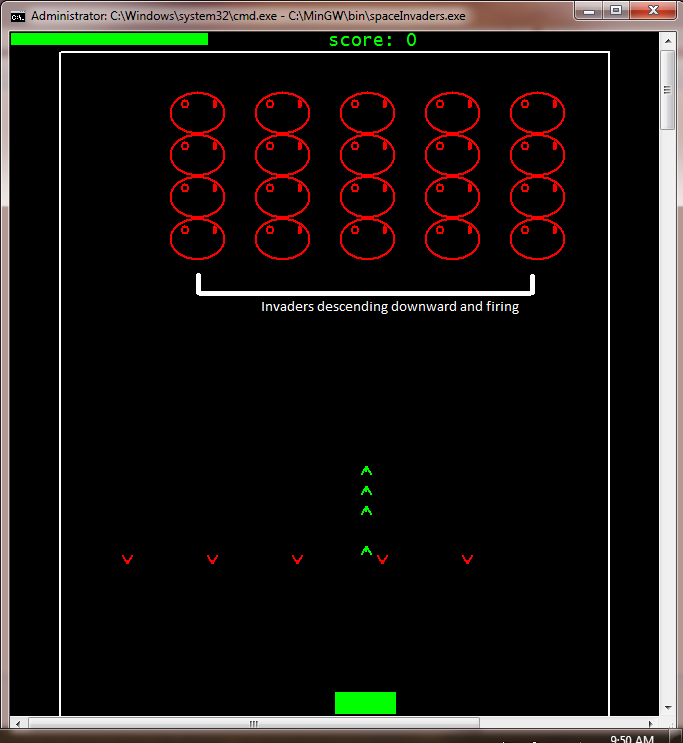 Administrator: C:\Windows\system32\cmd.exe - C:\MinGW\bin\spaceInvaders.exe
score: 0
Invaders descending downward and firing
9:50 AM